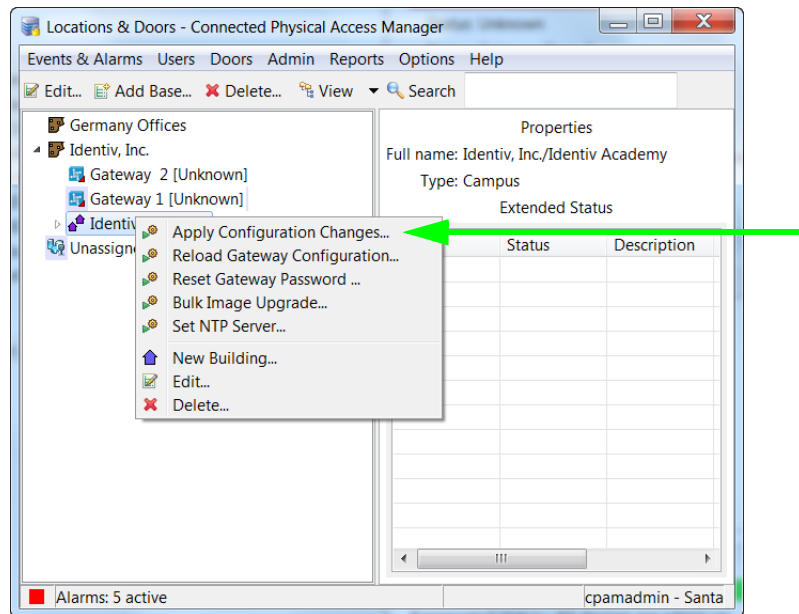 Locations & Doors - Connected Physical Access Manager
Events & Alarms Users Doors Admin Reports Options Help
Edit... Add Base... Delete... View Search
Germany Offices
Identiv, Inc.
Gateway 2 [Unknown]
Gateway 1 [Unknown]
Identiv
Unassigne
Apply Configuration Changes...
Reload Gateway Configuration...
Reset Gateway Password ...
Bulk Image Upgrade...
Set NTP Server...
New Building...
Edit...
Delete...
Properties
Full name: Identiv, Inc./Identiv Academy
Type: Campus
Extended Status
Status Description
Alarms: 5 active
cpamadmin - Santa